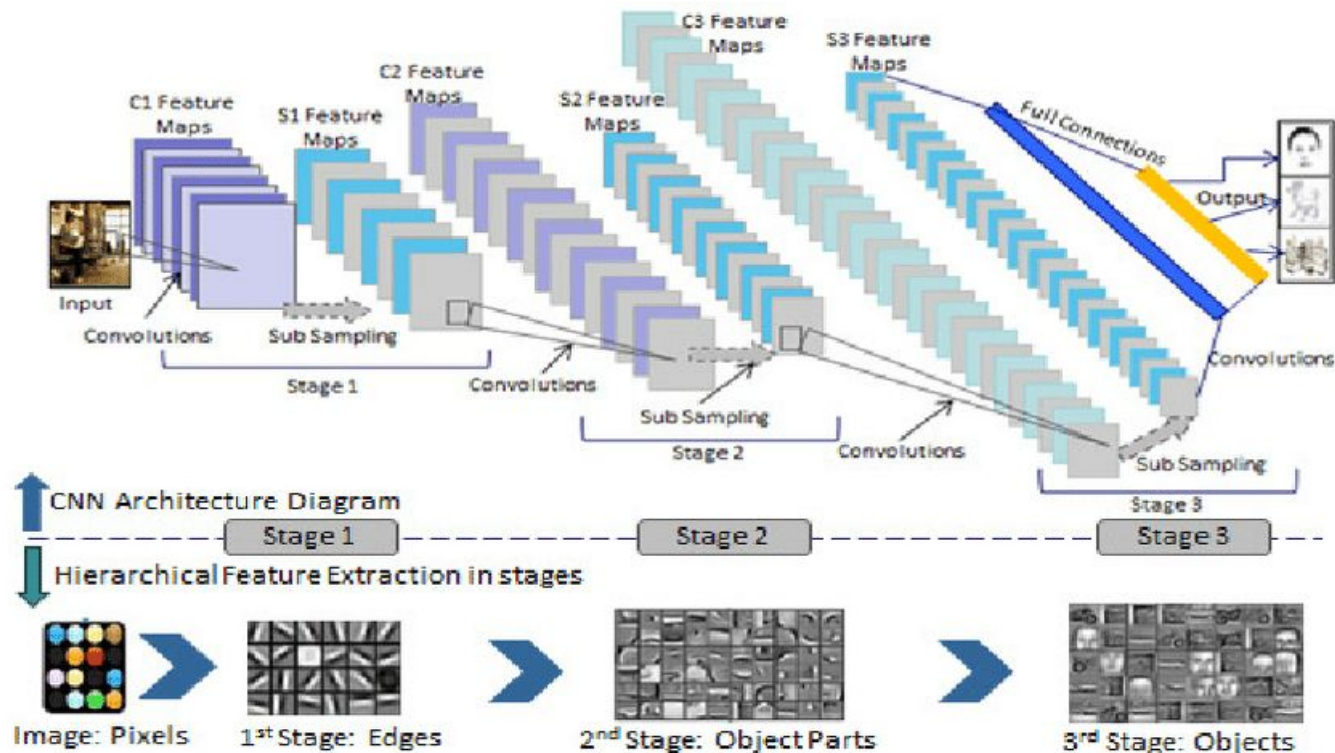 C3 Feature
Maps
S3 Feature
Maps
C2 Feature
Maps
S2 Feature
Maps
C1 Feature
Maps
S1 Feature
Maps
Full Connections
Output
Input
Convolutions
Sub Sampling
Stage 1
Convolutions
Sub Sampling
Stage 2
Convolutions
Convolutions
Sub Sampling
Stage 3
CNN Architecture Diagram
Stage 1
Stage 2
Stage 3
Hierarchical Feature Extraction in stages
Image: Pixels
1st Stage: Edges
2nd Stage: Object Parts
3rd Stage: Objects